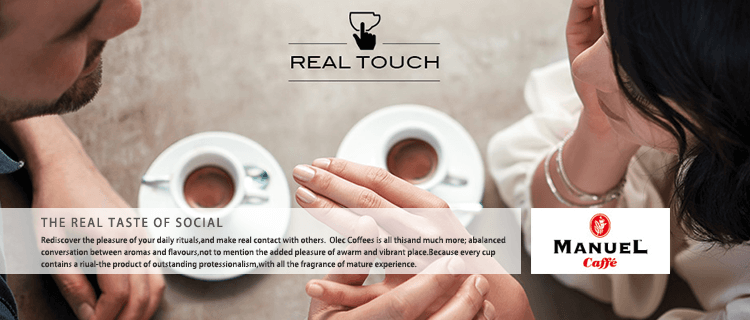 REAL TOUCH
THE REAL TASTE OF SOCIAL
Rediscover the pleasure of your daily rituals,and make real contact with others. Olec Coffees is all thisand much more; abalanced
conversation between aromas and flavours,not to mention the added pleasure of awarm and vibrant place.Because every cup
contains a riual-the product of outstanding protessionalism,with all the fragrance of mature experience.
MANUEL
Caffé